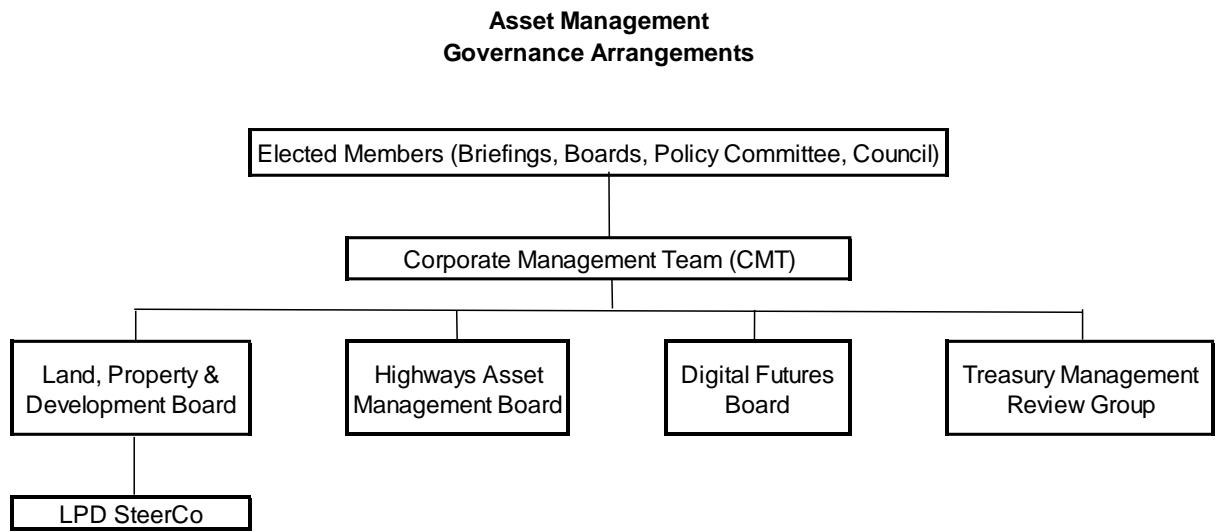 Asset Management
Governance Arrangements
Elected Members (Briefings, Boards, Policy Committee, Council)
Corporate Management Team (CMT)
Land, Property &
Development Board
Highways Asset
Management Board
Digital Futures
Board
Treasury Management
Review Group
LPD SteerCo